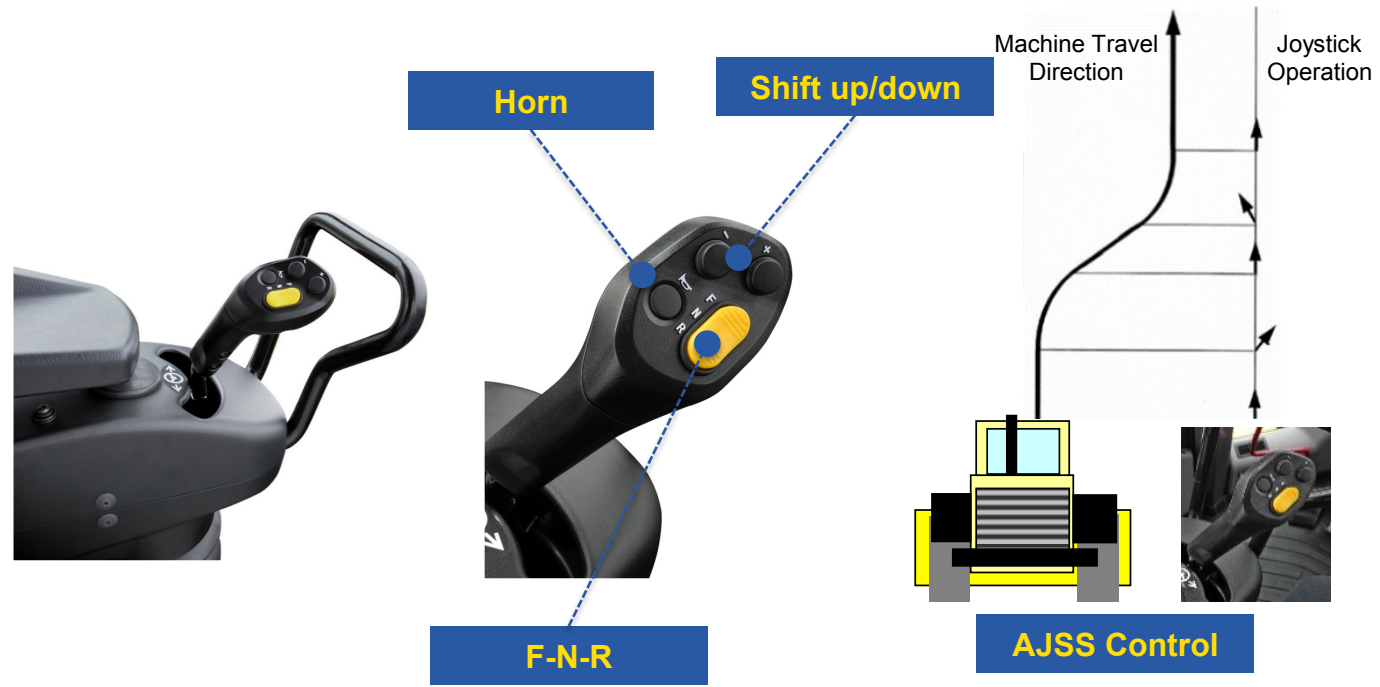 Machine Travel
Direction
Joystick
Operation
Horn
Shift up/down
-
+
F
N
R
F-N-R
AJSS Control